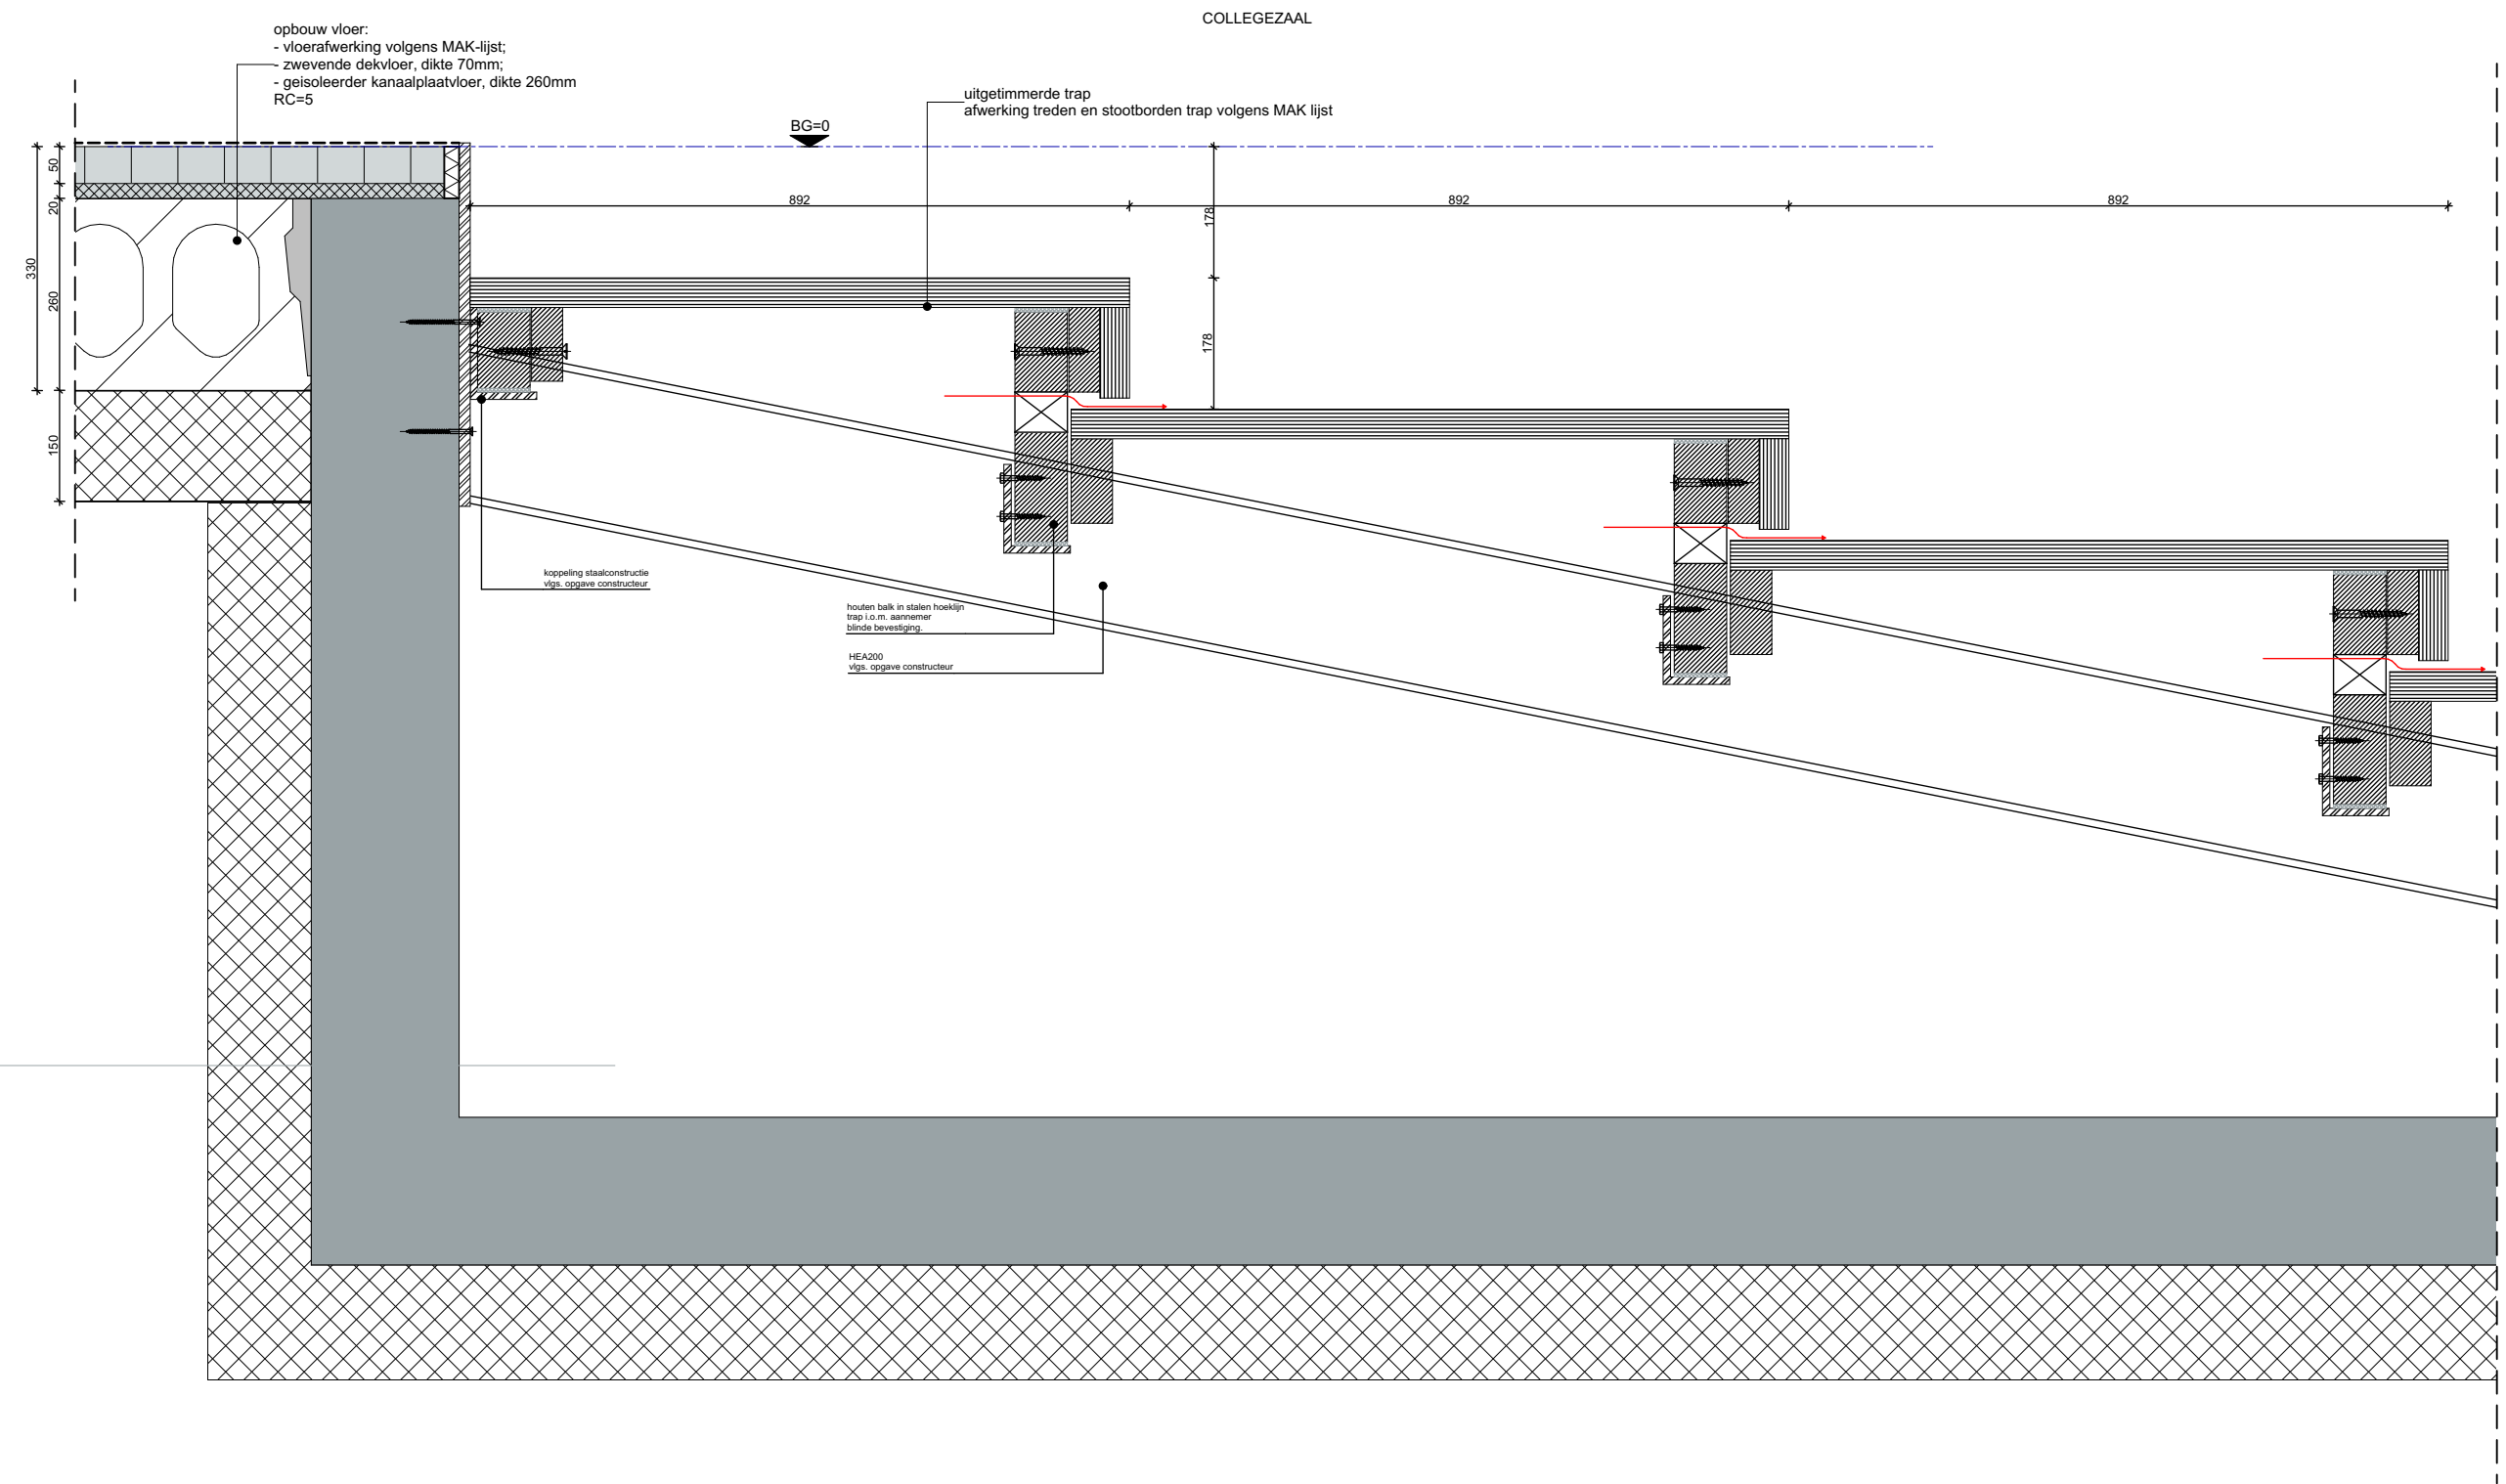 COLLEGEZAAL
opbouw vloer:
- vloerafwerking volgens MAK-lijst;
- zwevende dekvloer, dikte 70mm;
- geisoleerder kanaalplaatvloer, dikte 260mm
RC=5
uitgetimmerde trap
afwerking treden en stootborden trap volgens MAK lijst
BG=0
50
20
330
260
150
892
892
892
178
178
koppeling staalconstructie
vlgs. opgave constructeur
houten balk in stalen hoeklijn
trap i.o.m. aannemer
blinde bevestiging.
HEA200
vlgs. opgave constructeur